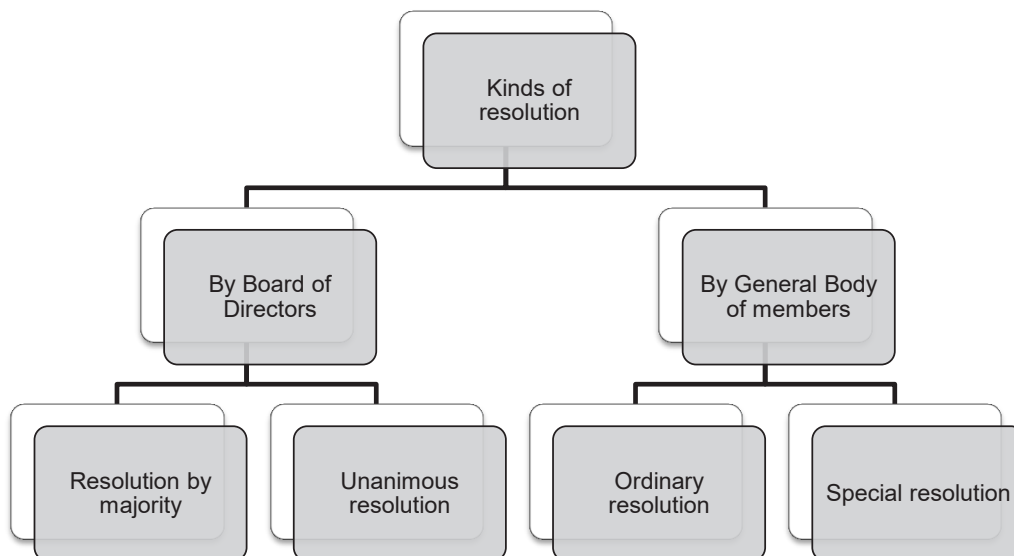 Kinds of
resolution
By Board of
Directors
By General Body
of members
Resolution by
majority
Unanimous
resolution
Ordinary
resolution
Special resolution